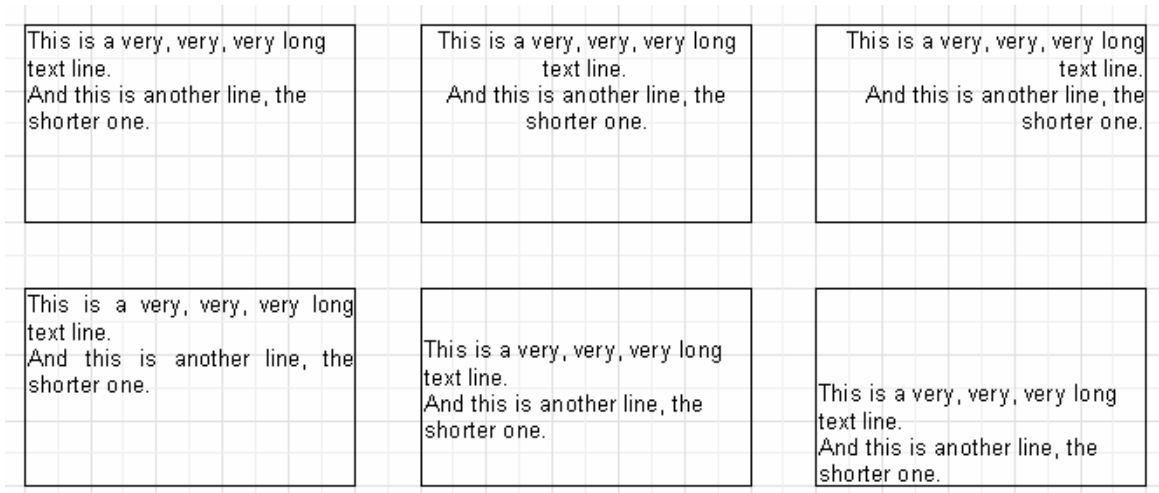 This is a very, very, very long
text line.
And this is another line, the
shorter one.
This is a very, very, very long
text line.
And this is another line, the
shorter one.
This is a very, very, very long
text line.
And this is another line, the
shorter one.
This is a very, very, very long
text line.
And this is another line, the
shorter one.
This is a very, very, very long
text line.
And this is another line, the
shorter one.
This is a very, very, very long
text line.
And this is another line, the
shorter one.